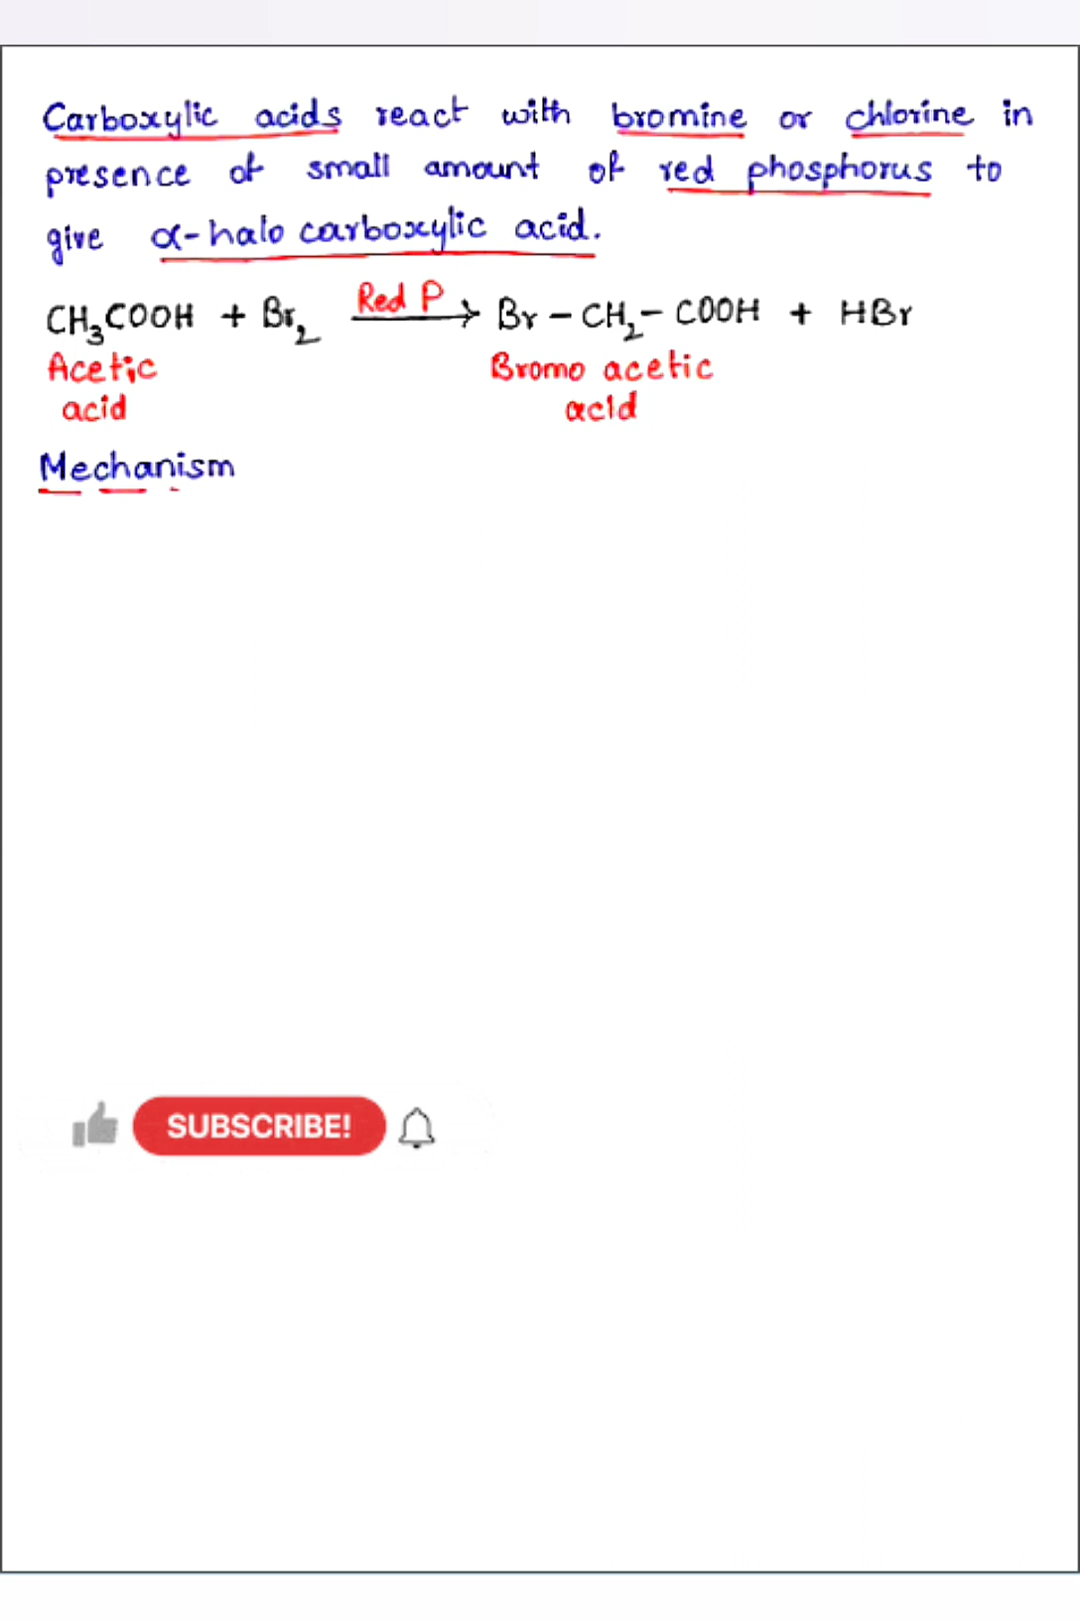 Carboxylic acids react with bromine or chlorine in
presence of small amount of red phosphorus to
give α-halo carboxylic acid.
CH₃COOH + Br₂ Red P → Br – CH₂ – COOH + HBr
Acetic acid
Bromo acetic acid
Mechanism
SUBSCRIBE!